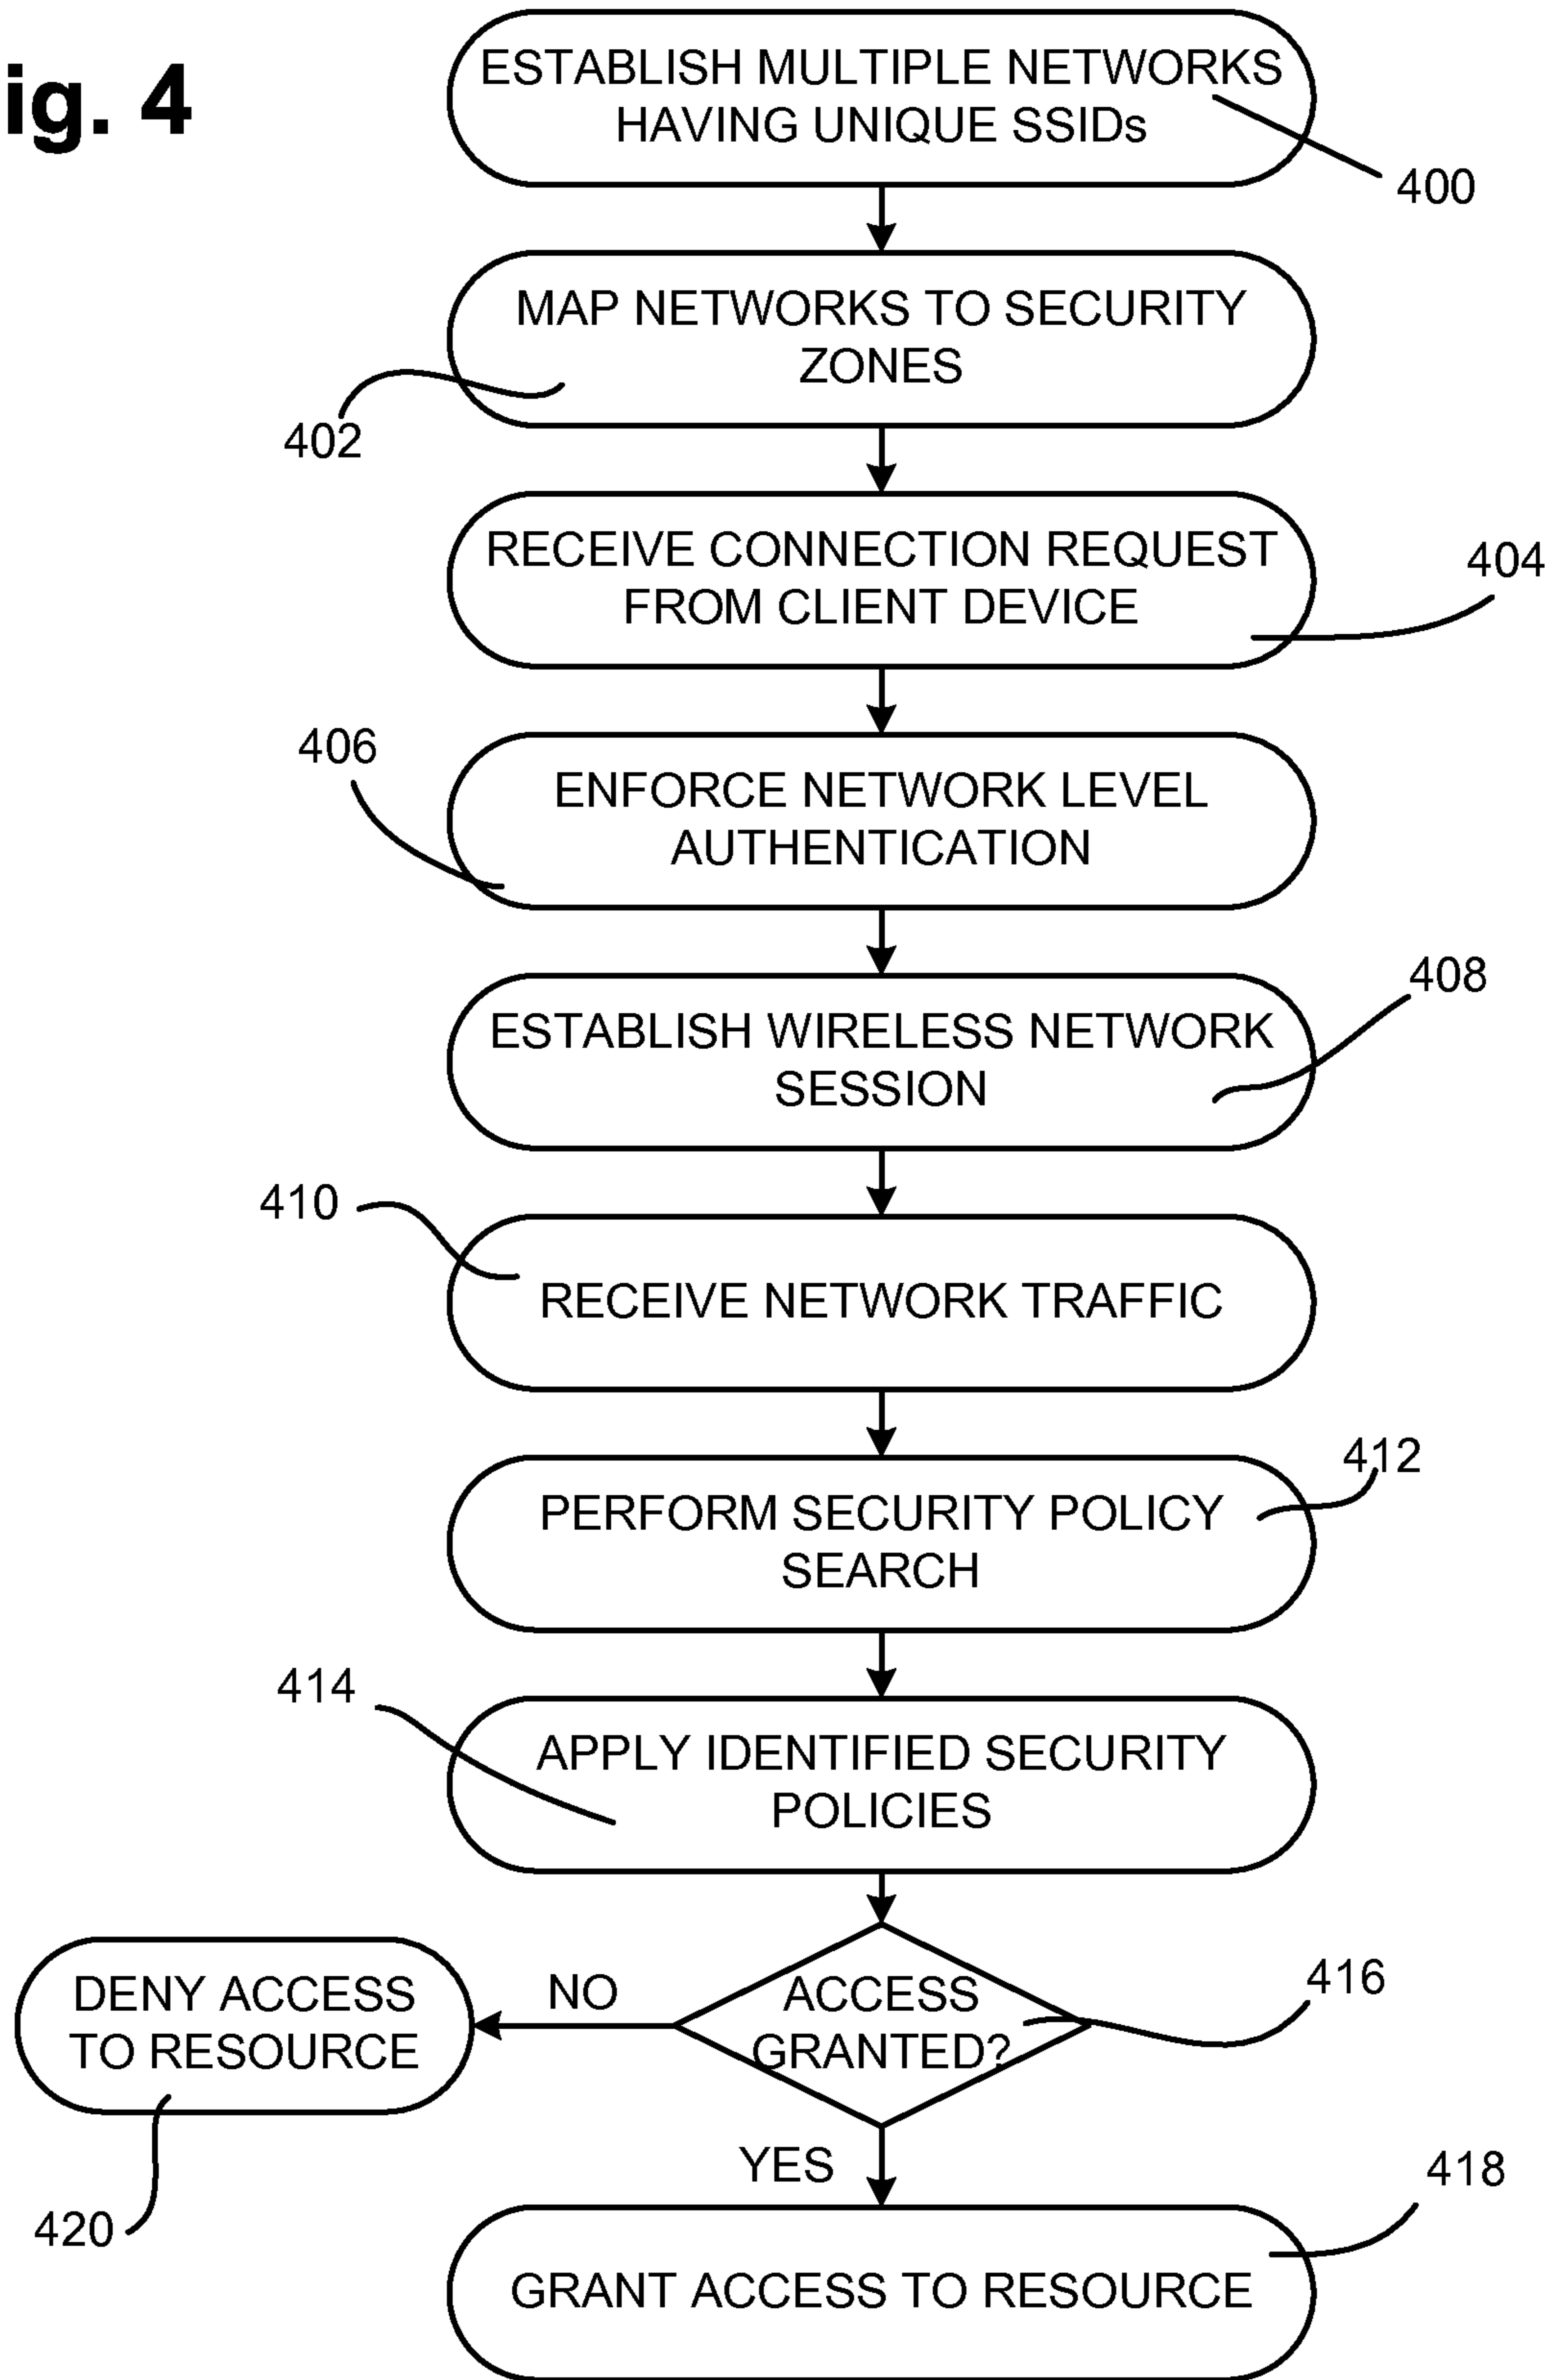 ig. 4
ESTABLISH MULTIPLE NETWORKS
HAVING UNIQUE SSIDs
400
MAP NETWORKS TO SECURITY
ZONES
402
RECEIVE CONNECTION REQUEST
FROM CLIENT DEVICE
404
406
ENFORCE NETWORK LEVEL
AUTHENTICATION
408
ESTABLISH WIRELESS NETWORK
SESSION
410
RECEIVE NETWORK TRAFFIC
412
PERFORM SECURITY POLICY
SEARCH
414
APPLY IDENTIFIED SECURITY
POLICIES
416
ACCESS
GRANTED?
NO
DENY ACCESS
TO RESOURCE
420
YES
418
GRANT ACCESS TO RESOURCE